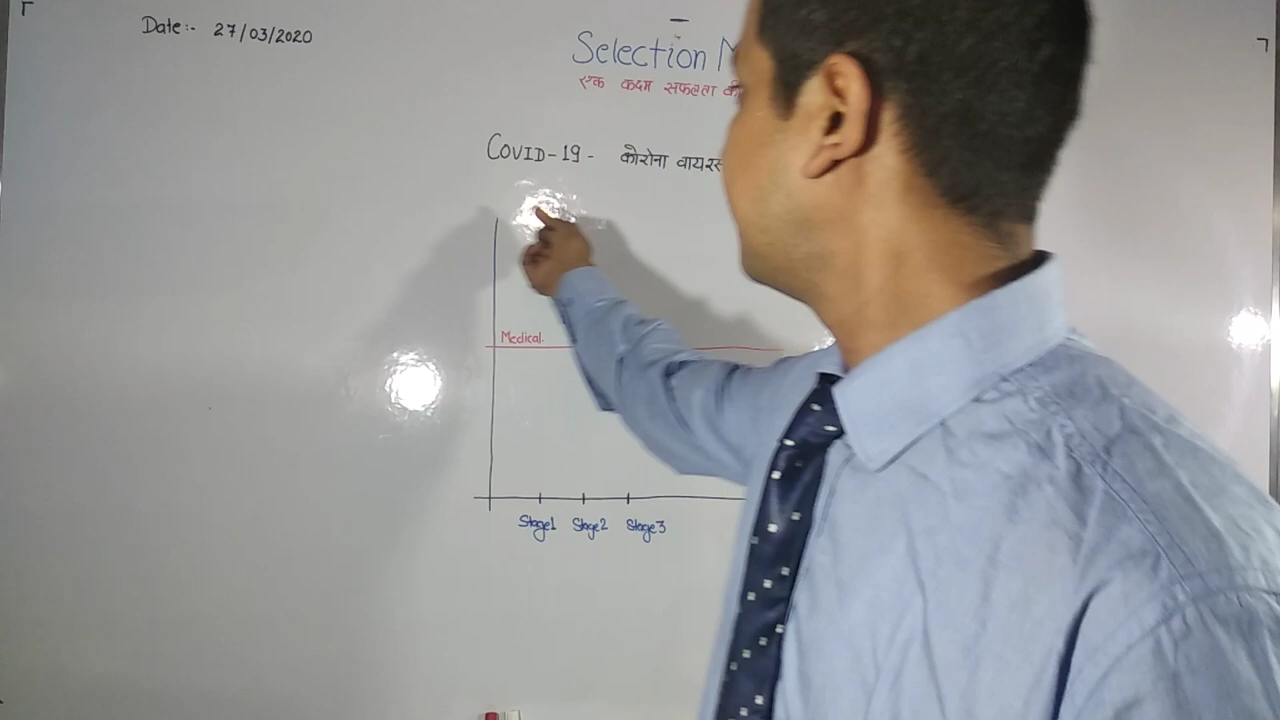 Date:- 27/03/2020
Selection
एक कदम सफलता की
COVID-19 - कोरोना वायरस
Medical.
Stage1 Stage2 Stage3